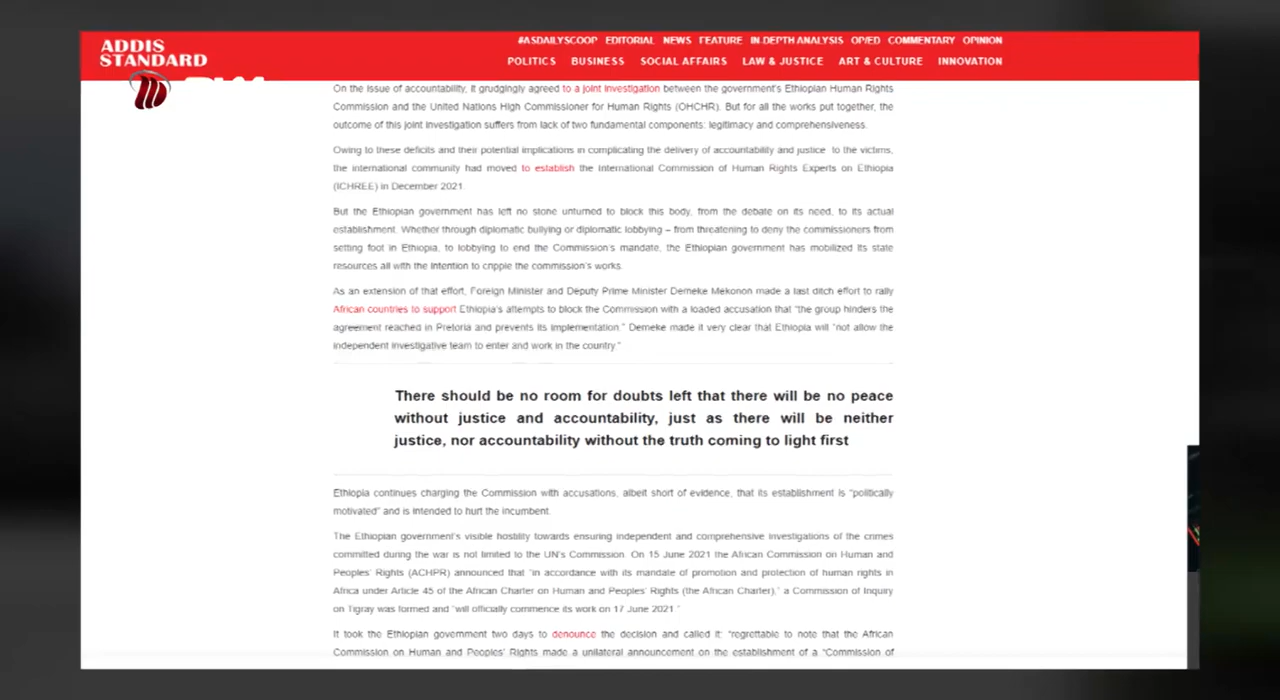 ADDIS
STANDARD
#ASDAILYSCOOP EDITORIAL NEWS FEATURE IN-DEPTH ANALYSIS OP/ED COMMENTARY OPINION
POLITICS BUSINESS SOCIAL AFFAIRS LAW & JUSTICE ART & CULTURE INNOVATION
On the issue of accountability, it grudgingly agreed to a joint investigation between the government's Ethiopian Human Rights
Commission and the United Nations High Commissioner for Human Rights (OHCHR). But for all the works put together, the
outcome of this joint investigation suffers from lack of two fundamental components: legitimacy and comprehensiveness.
Owing to these deficits and their potential implications in complicating the delivery of accountability and justice to the victims,
the international community had moved to establish the International Commission of Human Rights Experts on Ethiopia
(ICHREE) in December 2021.
But the Ethiopian government has left no stone unturned to block this body, from the debate on its need, to its actual
establishment. Whether through diplomatic bullying or diplomatic lobbying – from threatening to deny the commissioners from
setting foot in Ethiopia, to lobbying to end the Commission's mandate, the Ethiopian government has mobilized its state
resources all with the intention to cripple the commission's works.
As an extension of that effort, Foreign Minister and Deputy Prime Minister Demeke Mekonon made a last ditch effort to rally
African countries to support Ethiopia's attempts to block the Commission with a loaded accusation that "the group hinders the
agreement reached in Pretoria and prevents its implementation." Demeke made it very clear that Ethiopia will "not allow the
independent investigative team to enter and work in the country."
There should be no room for doubts left that there will be no peace
without justice and accountability, just as there will be neither
justice, nor accountability without the truth coming to light first
Ethiopia continues charging the Commission with accusations, albeit short of evidence, that its establishment is "politically
motivated" and is intended to hurt the incumbent.
The Ethiopian government's visible hostility towards ensuring independent and comprehensive investigations of the crimes
committed during the war is not limited to the UN's Commission. On 15 June 2021 the African Commission on Human and
Peoples' Rights (ACHPR) announced that "in accordance with its mandate of promotion and protection of human rights in
Africa under Article 45 of the African Charter on Human and Peoples' Rights (the African Charter)," a Commission of Inquiry
on Tigray was formed and "will officially commence its work on 17 June 2021."
It took the Ethiopian government two days to denounce the decision and called it: "regrettable to note that the African
Commission on Human and Peoples' Rights made a unilateral announcement on the establishment of a "Commission of